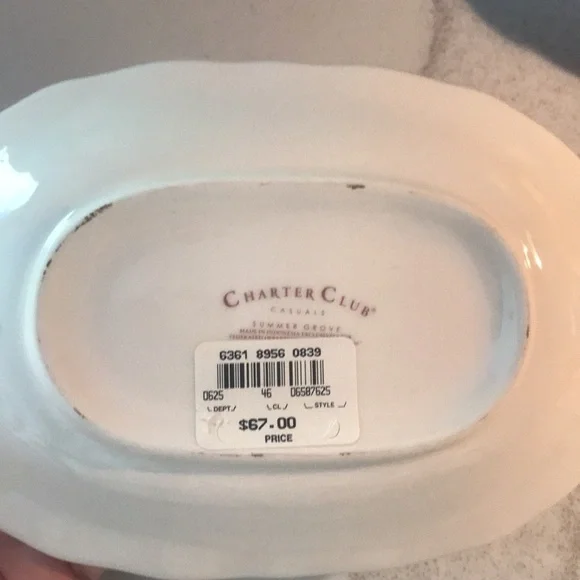 CHARTER CLUB®
CASUALS
SUMMER GROVE
6361 8956 0839
0625 46 06587625
DEPT. CL. STYLE
$67.00
PRICE